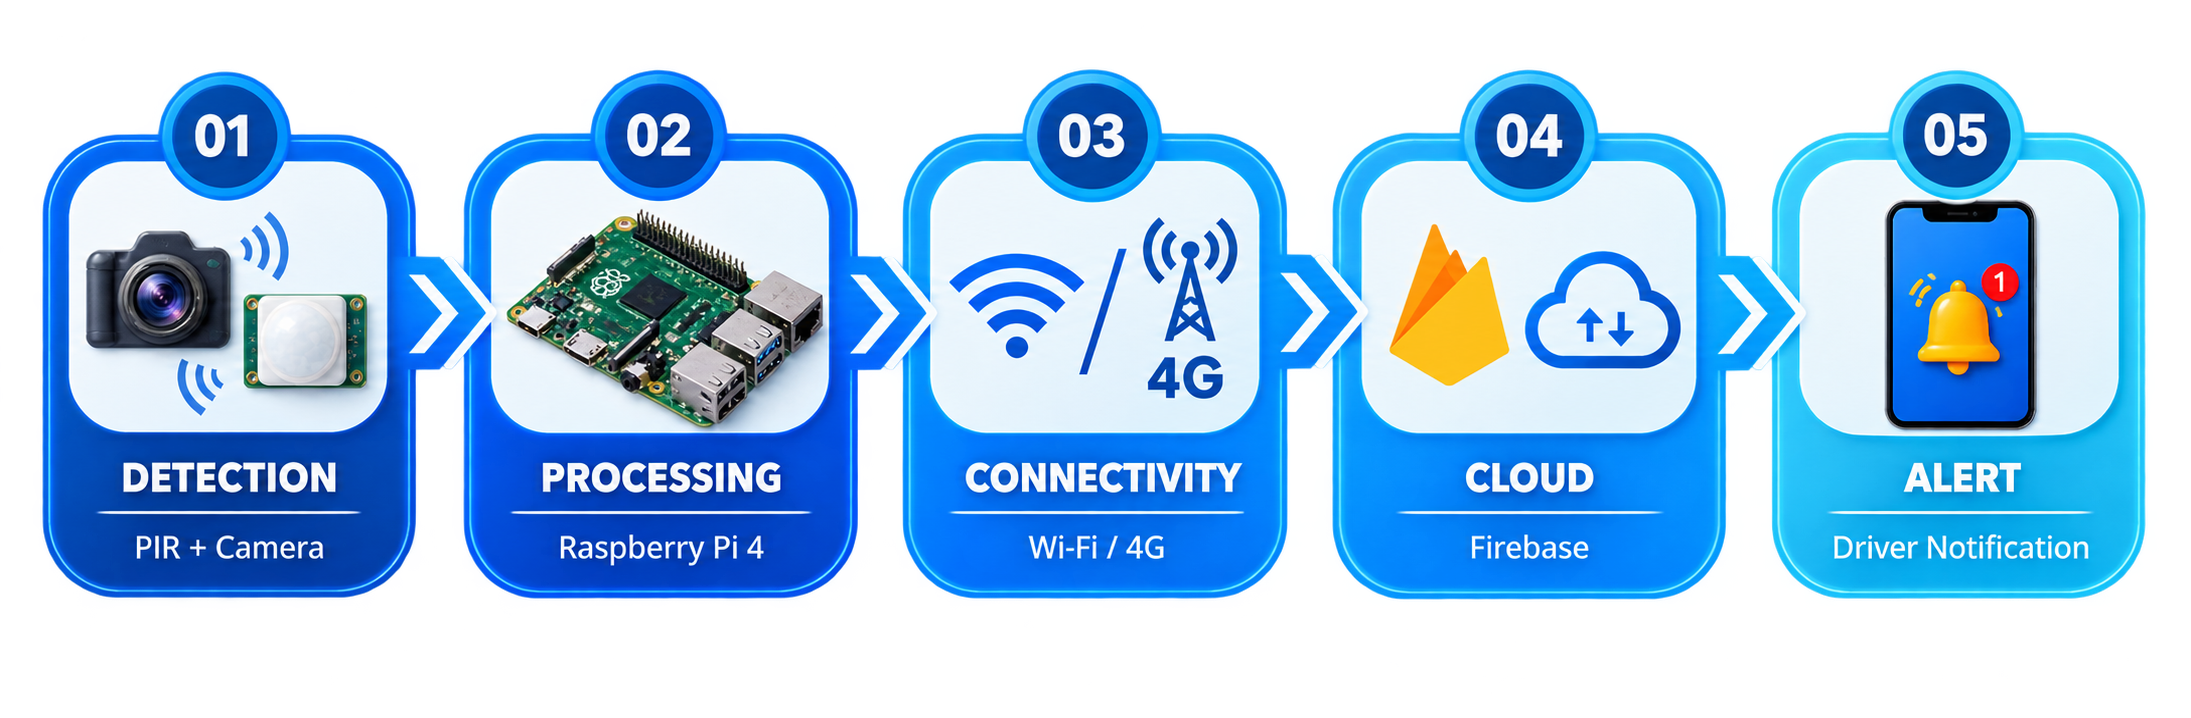 01
DETECTION
PIR + Camera
02
PROCESSING
Raspberry Pi 4
03
4G
CONNECTIVITY
Wi-Fi / 4G
04
CLOUD
Firebase
05
1
ALERT
Driver Notification